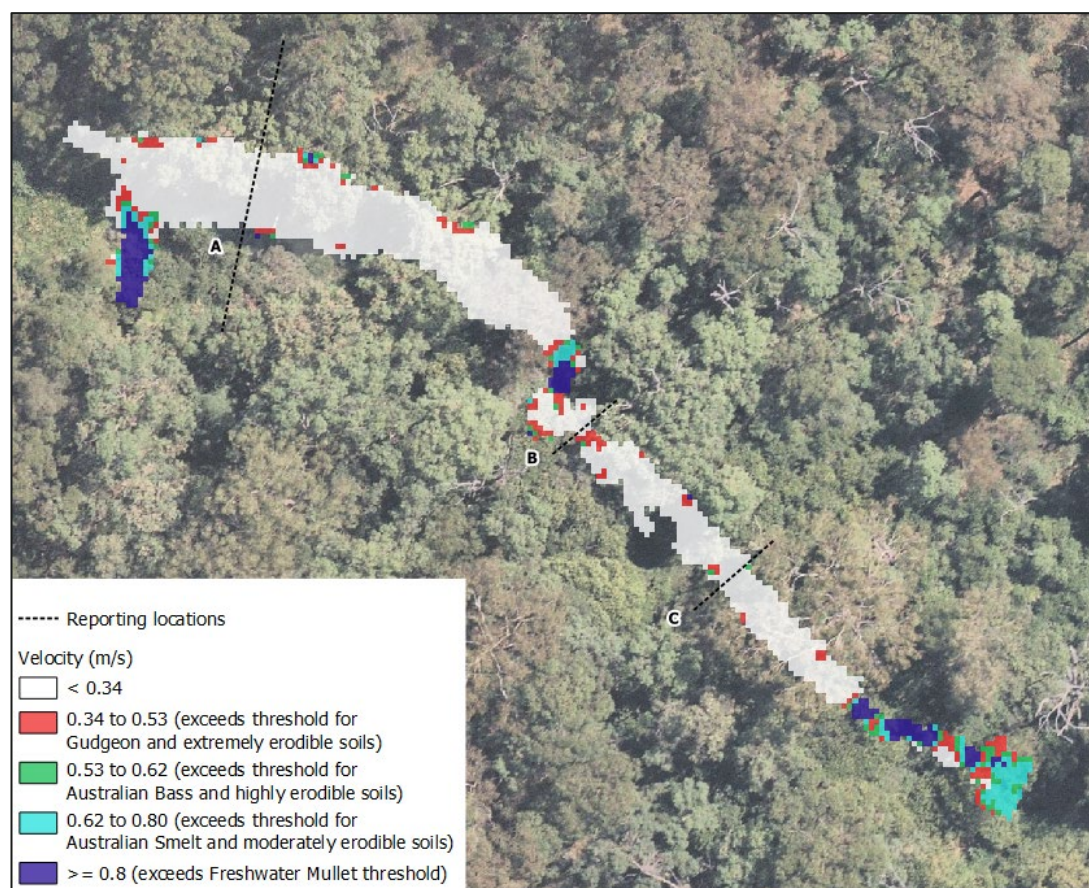 A
B
C
Reporting locations
Velocity (m/s)
< 0.34
0.34 to 0.53 (exceeds threshold for
Gudgeon and extremely erodible soils)
0.53 to 0.62 (exceeds threshold for
Australian Bass and highly erodible soils)
0.62 to 0.80 (exceeds threshold for
Australian Smelt and moderately erodible soils)
>= 0.8 (exceeds Freshwater Mullet threshold)